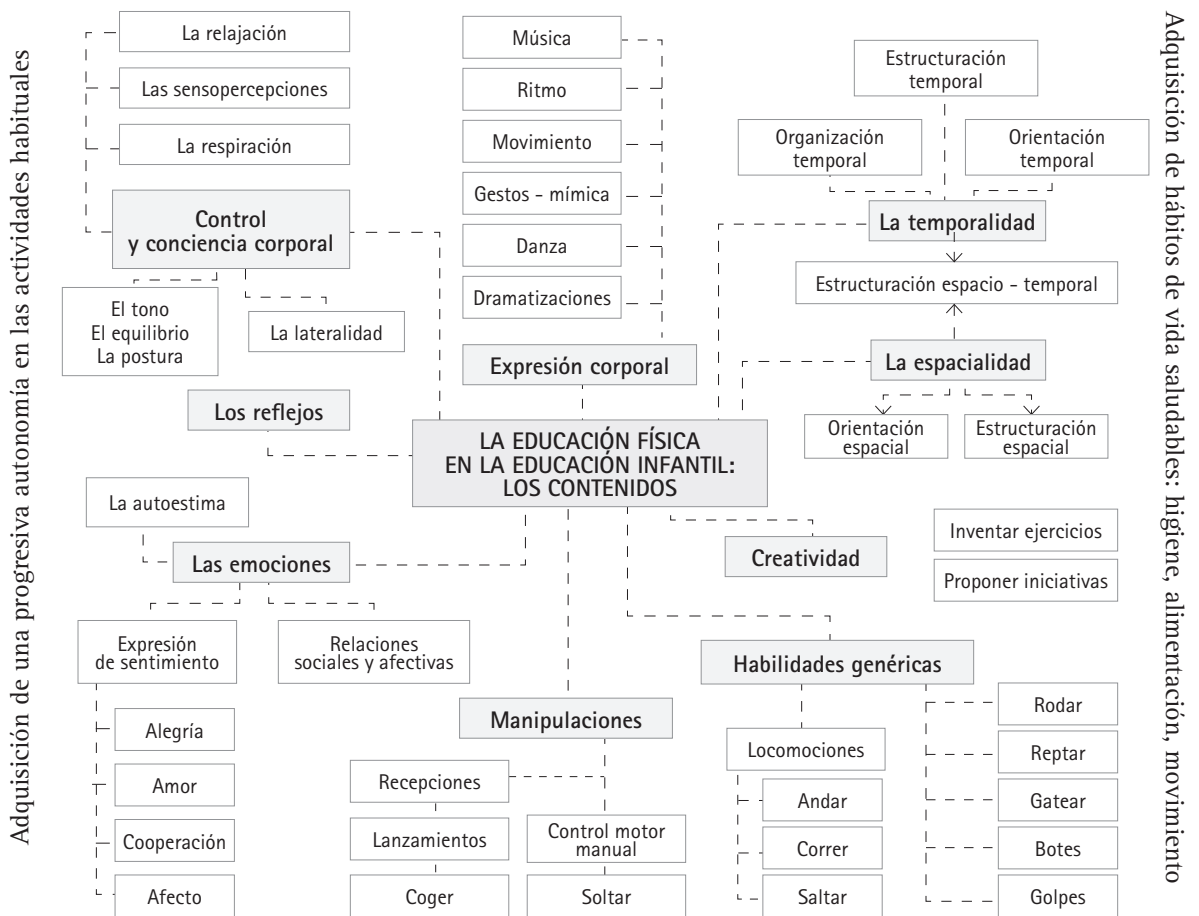 Adquisición de una progresiva autonomía en las actividades habituales
La relajación
Las sensopercepciones
La respiración
Control
y conciencia corporal
El tono
El equilibrio
La postura
La lateralidad
Música
Ritmo
Movimiento
Gestos - mímica
Danza
Dramatizaciones
Expresión corporal
Estructuración
temporal
Organización
temporal
Orientación
temporal
La temporalidad
Estructuración espacio - temporal
La espacialidad
Orientación
espacial
Estructuración
espacial
Los reflejos
LA EDUCACIÓN FÍSICA
EN LA EDUCACIÓN INFANTIL:
LOS CONTENIDOS
La autoestima
Las emociones
Expresión
de sentimiento
Relaciones
sociales y afectivas
Alegría
Amor
Cooperación
Afecto
Creatividad
Inventar ejercicios
Proponer iniciativas
Manipulaciones
Recepciones
Lanzamientos
Coger
Control motor
manual
Soltar
Habilidades genéricas
Locomociones
Andar
Correr
Saltar
Rodar
Reptar
Gatear
Botes
Golpes
Adquisición de hábitos de vida saludables: higiene, alimentación, movimiento